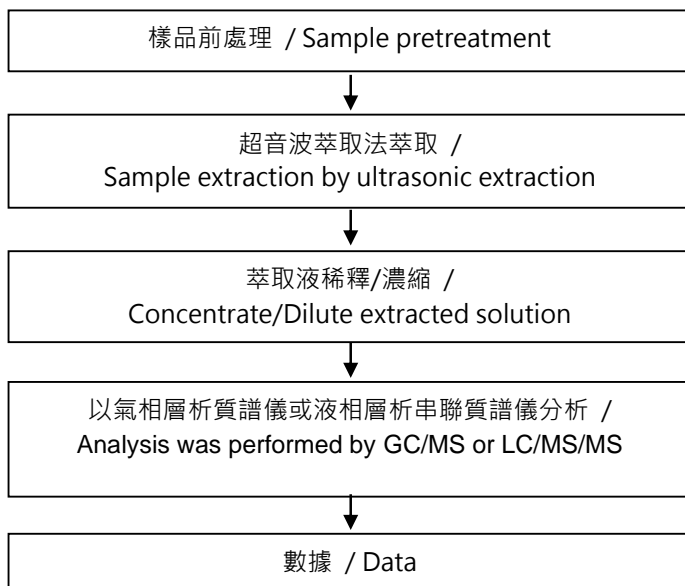 樣品前處理 / Sample pretreatment
超音波萃取法萃取 /
Sample extraction by ultrasonic extraction
萃取液稀釋/濃縮 /
Concentrate/Dilute extracted solution
以氣相層析質譜儀或液相層析串聯質譜儀分析 /
Analysis was performed by GC/MS or LC/MS/MS
數據 / Data